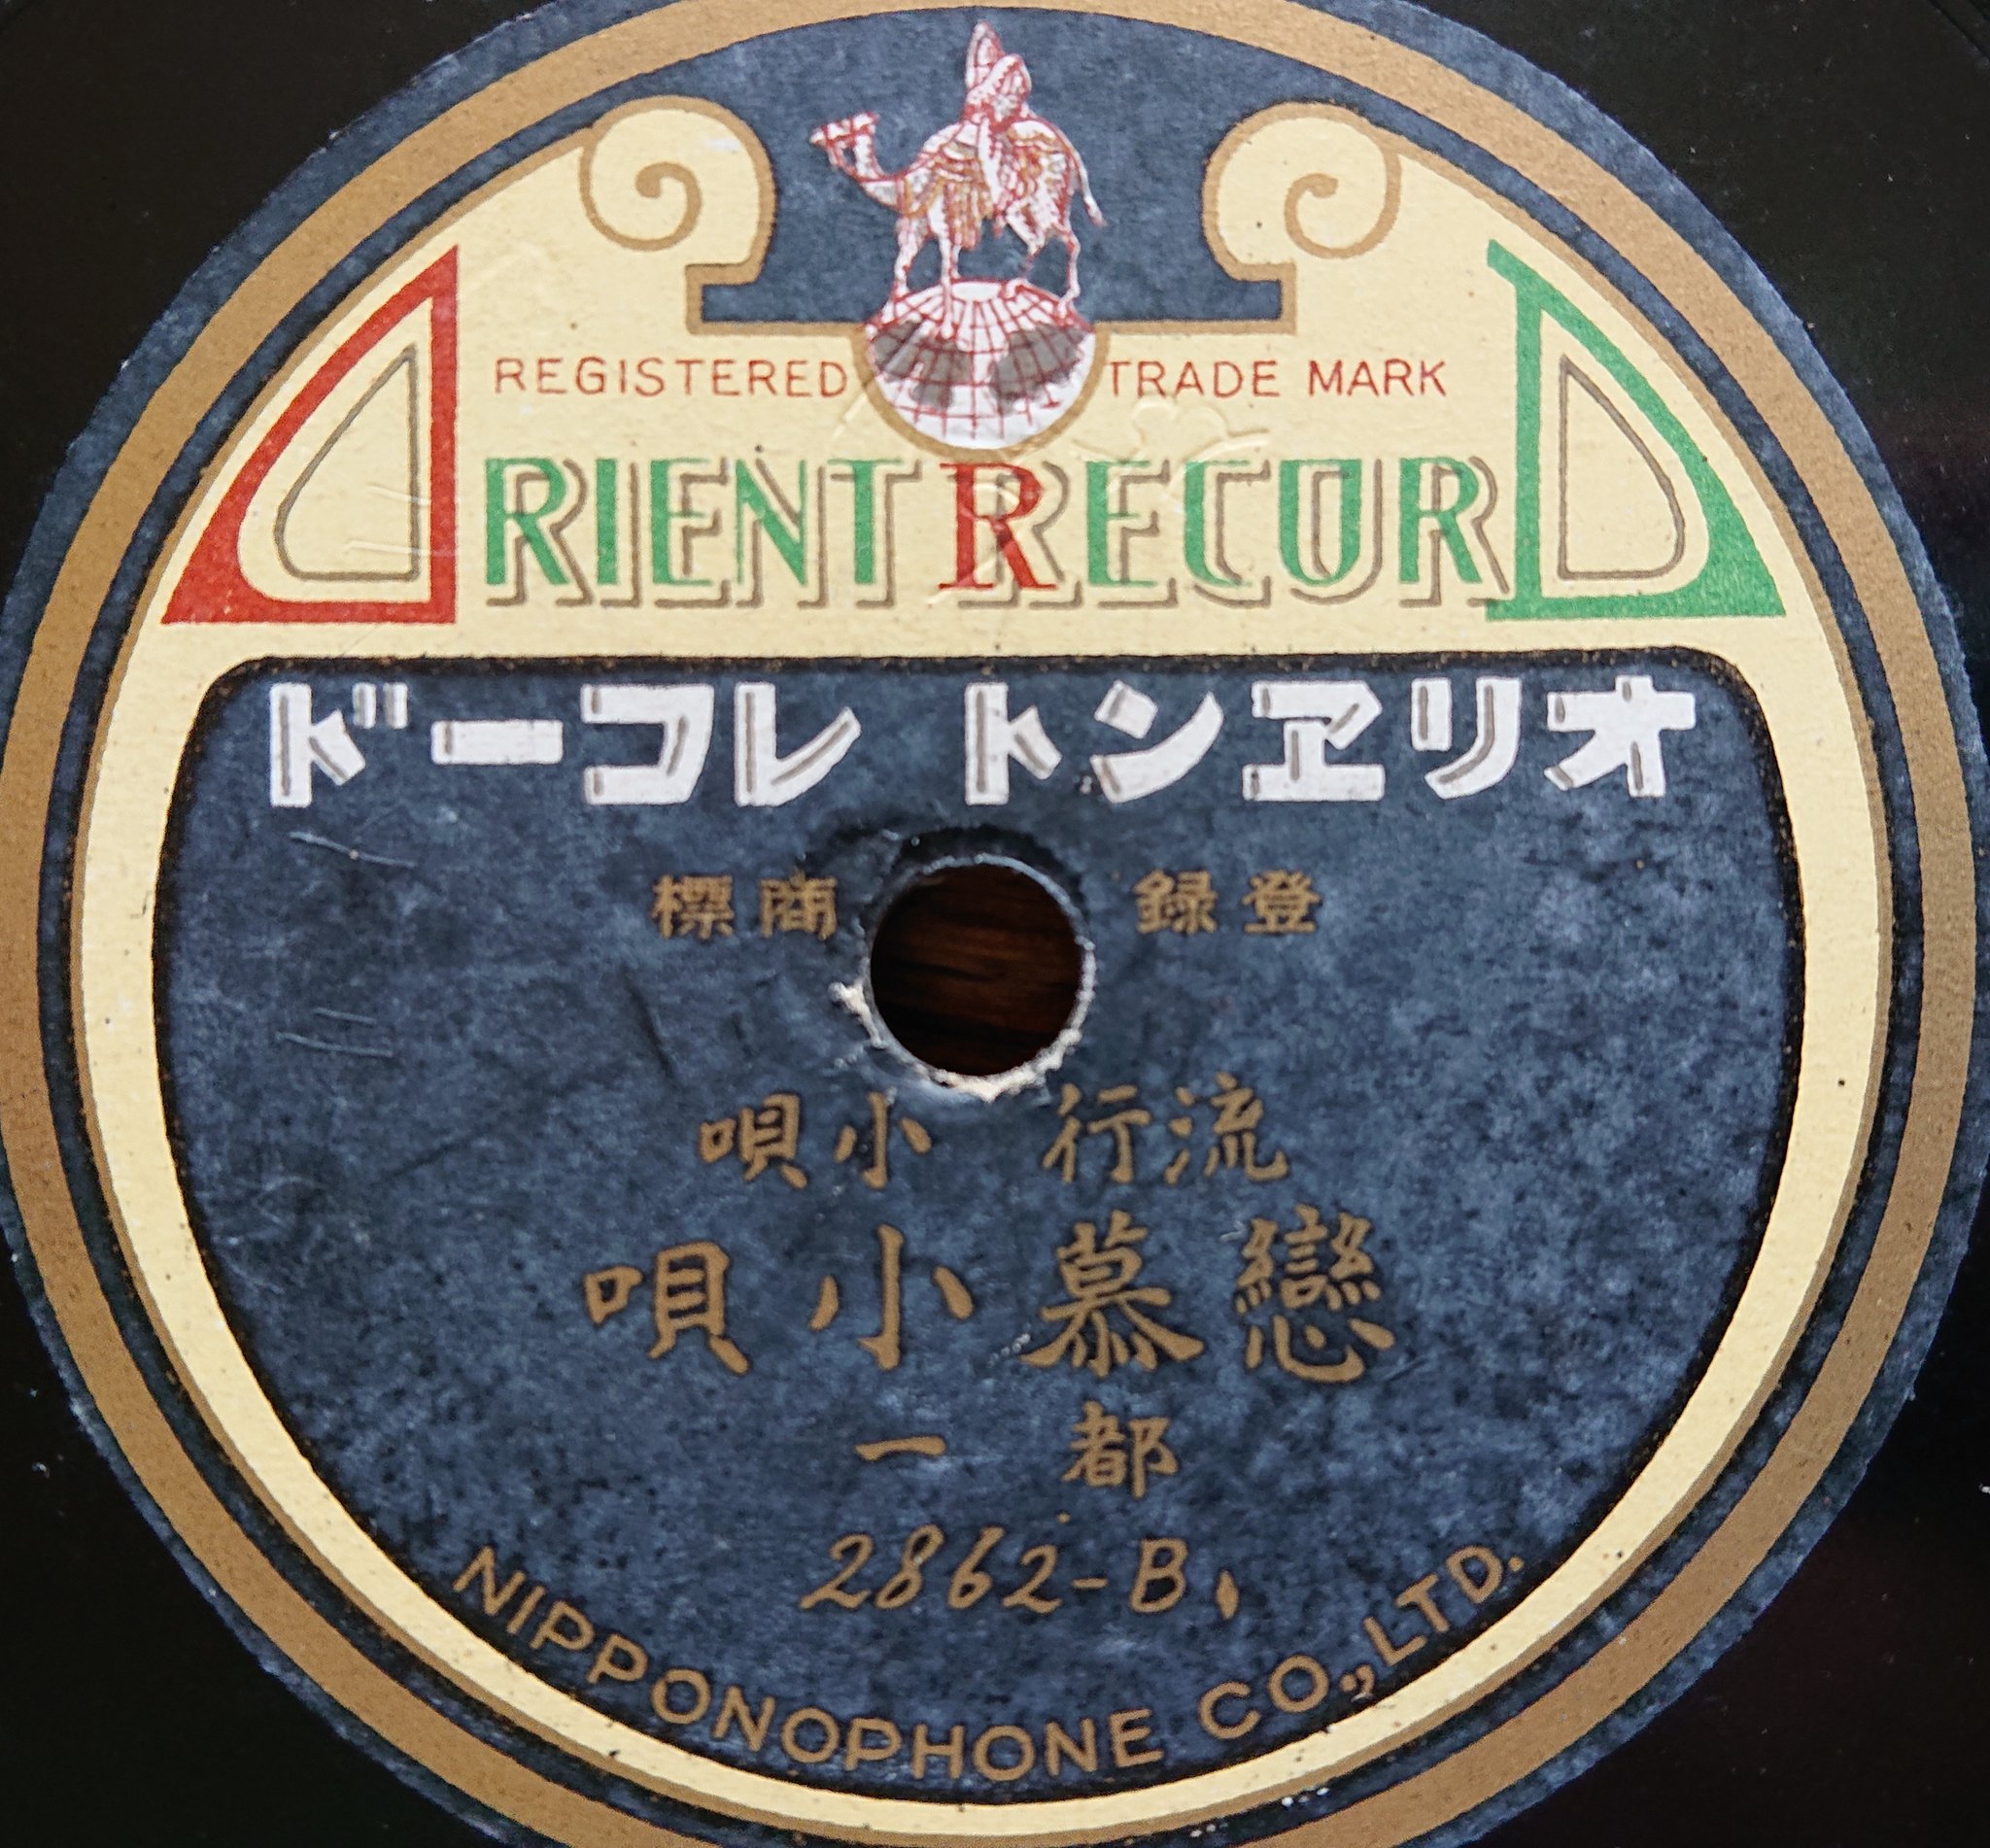 REGISTERED TRADE MARK
ORIENT RECORD
オリヱント レコード
登録 商標
流行 小唄
戀慕小唄
都 一
2862-B
NIPPONOPHONE CO., LTD.